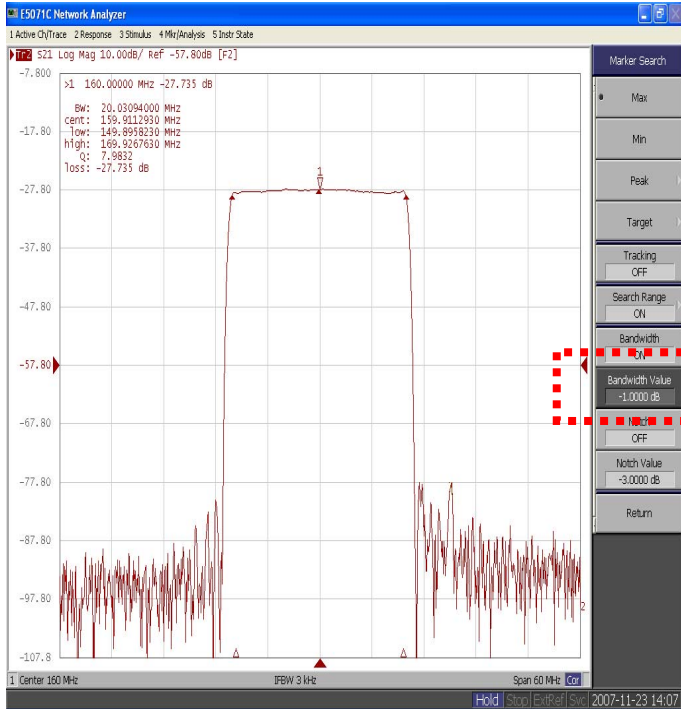 E5071C Network Analyzer
1 Active Ch/Trace 2 Response 3 Stimulus 4 Mkr/Analysis 5 Instr State
Tr2 S21 Log Mag 10.00dB/ Ref -57.80dB [F2]
-7.800
>1 160.00000 MHz -27.735 dB
BW: 20.03094000 MHz
cent: 159.9112930 MHz
low: 149.8958230 MHz
high: 169.9267630 MHz
Q: 7.9832
loss: -27.735 dB
1
-17.80
-27.80
-37.80
-47.80
-57.80
-67.80
-77.80
-87.80
-97.80
2
-107.8
1 Center 160 MHz IFBW 3 kHz Span 60 MHz Cor
Marker Search
Max
Min
Peak
Target
Tracking
OFF
Search Range
ON
Bandwidth
ON
Bandwidth Value
-1.0000 dB
Notch
OFF
Notch Value
-3.0000 dB
Return
Hold Stop ExtRef Svc 2007-11-23 14:07